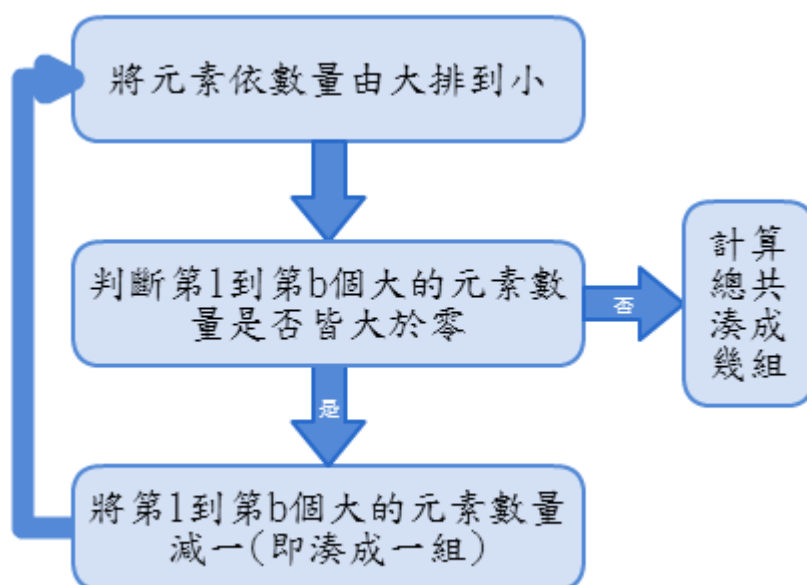 將元素依數量由大排到小
判斷第1到第b個大的元素數
量是否皆大於零
否
計算
總共
湊成
幾組
是
將第1到第b個大的元素數量
減一(即湊成一組)